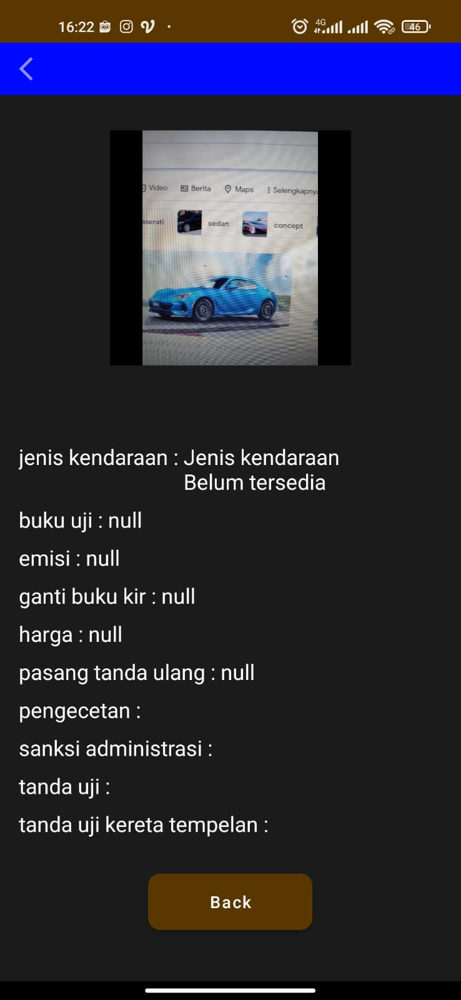 16:22
4G
46
Video
Berita
Maps
Selengkapnya
aserati
sedan
concept
jenis kendaraan : Jenis kendaraan
Belum tersedia
buku uji : null
emisi : null
ganti buku kir : null
harga : null
pasang tanda ulang : null
pengecetan :
sanksi administrasi :
tanda uji :
tanda uji kereta tempelan :
Back